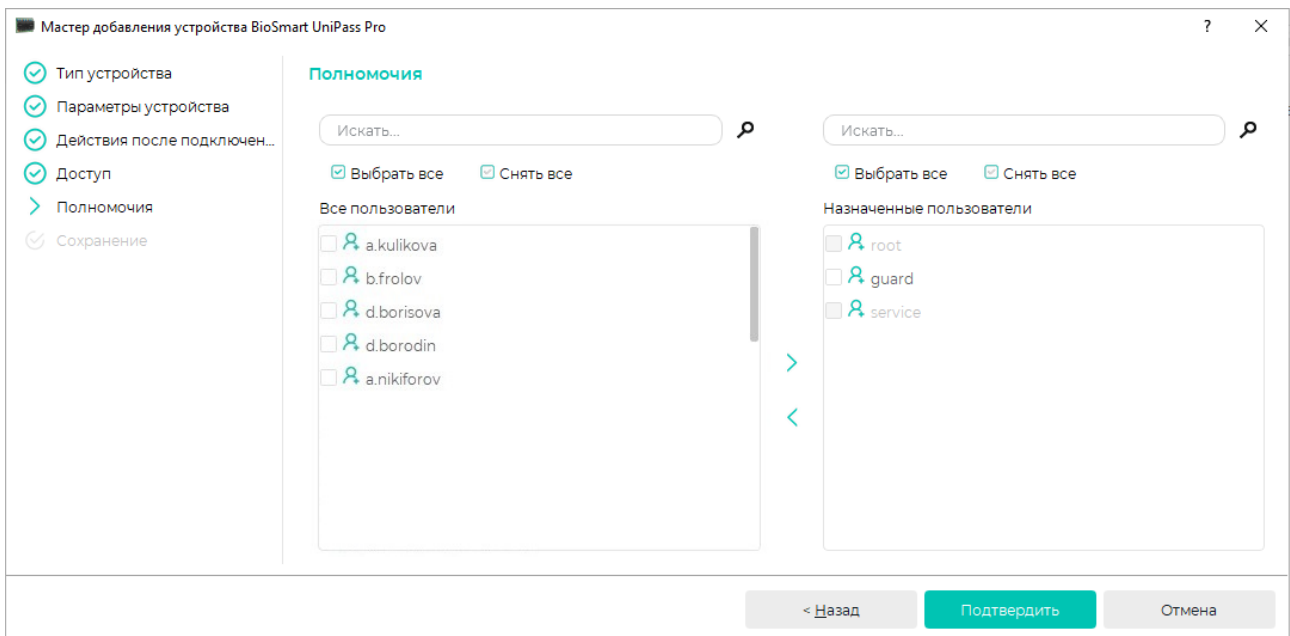 Мастер добавления устройства BioSmart UniPass Pro
?
Тип устройства
Параметры устройства
Действия после подключен...
Доступ
Полномочия
Сохранение
Полномочия
Искать...
Выбрать все
Снять все
Все пользователи
a.kulikova
b.frolov
d.borisova
d.borodin
a.nikiforov
Искать...
Выбрать все
Снять все
Назначенные пользователи
root
guard
service
< Назад
Подтвердить
Отмена